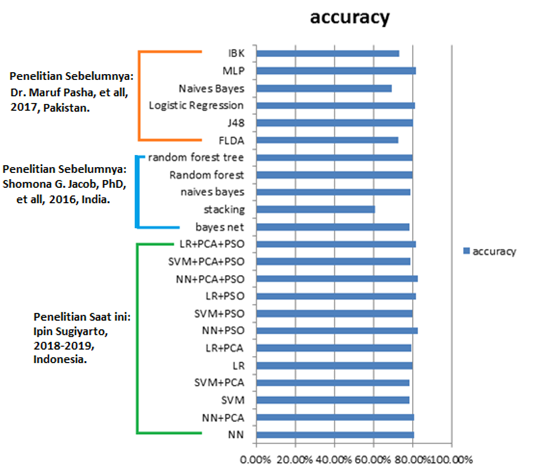 accuracy
Penelitian Sebelumnya:
Dr. Maruf Pasha, et all,
2017, Pakistan.
IBK
MLP
Naives Bayes
Logistic Regression
J48
FLDA
Penelitian Sebelumnya:
Shomona G. Jacob, PhD,
et all, 2016, India.
random forest tree
Random forest
naives bayes
stacking
bayes net
Penelitian Saat ini:
Ipin Sugiyarto,
2018-2019,
Indonesia.
LR+PCA+PSO
SVM+PCA+PSO
NN+PCA+PSO
LR+PSO
SVM+PSO
NN+PSO
LR+PCA
LR
SVM+PCA
SVM
NN+PCA
NN
accuracy
0.00% 20.00% 40.00% 60.00% 80.00% 100.00%